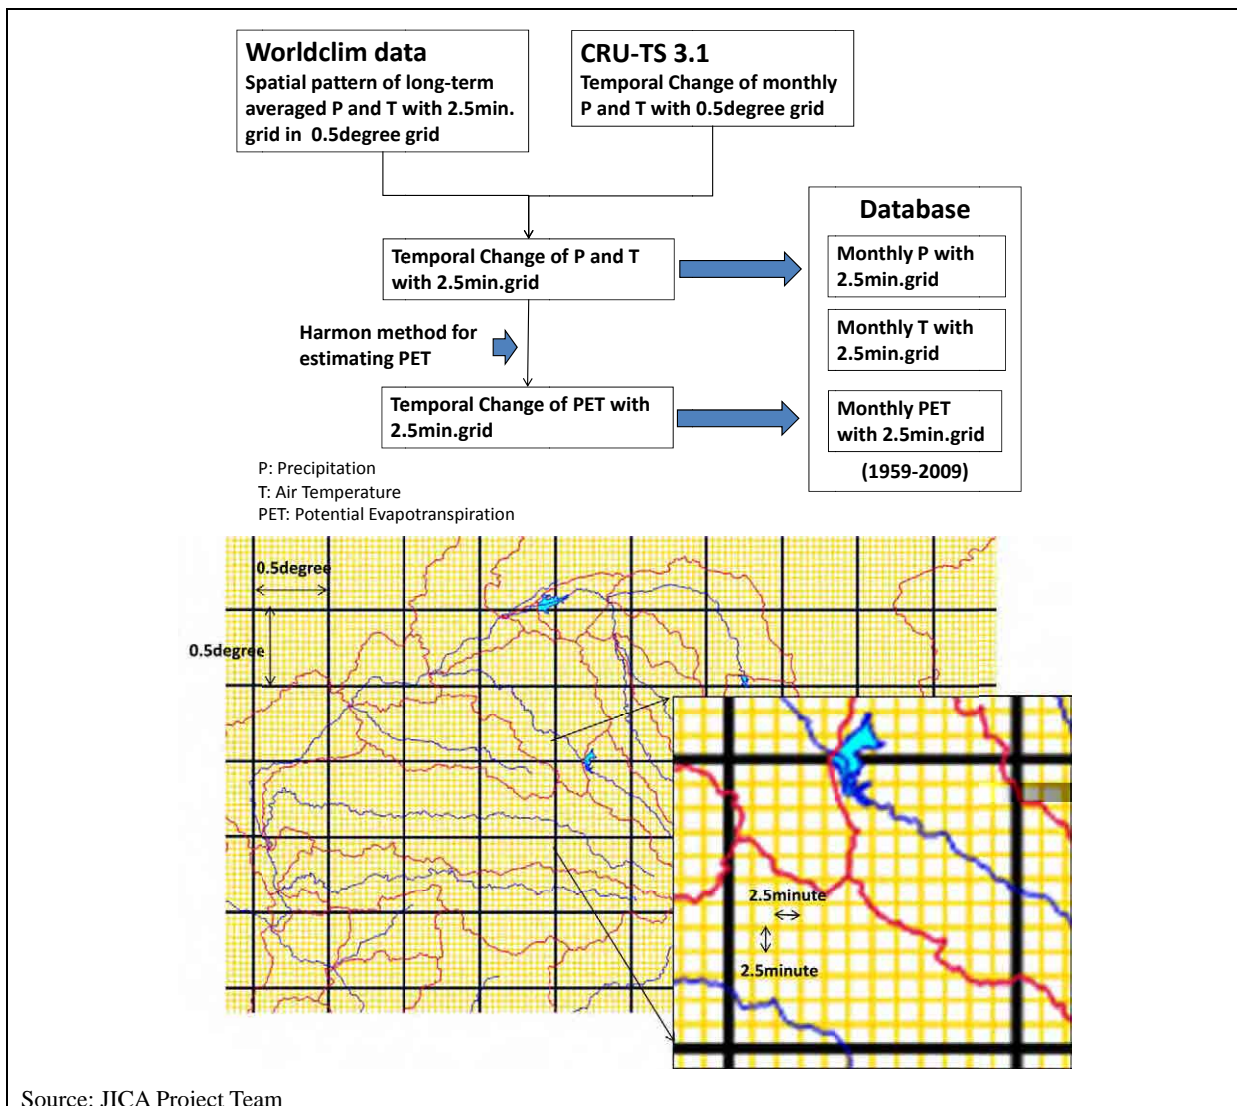 Worldclim data
Spatial pattern of long-term
averaged P and T with 2.5min.
grid in 0.5degree grid
CRU-TS 3.1
Temporal Change of monthly
P and T with 0.5degree grid
Temporal Change of P and T
with 2.5min.grid
Harmon method for
estimating PET
Temporal Change of PET with
2.5min.grid
Database
Monthly P with
2.5min.grid
Monthly T with
2.5min.grid
Monthly PET
with 2.5min.grid
(1959-2009)
P: Precipitation
T: Air Temperature
PET: Potential Evapotranspiration
0.5degree
0.5degree
2.5minute
2.5minute
Source: JICA Project Team